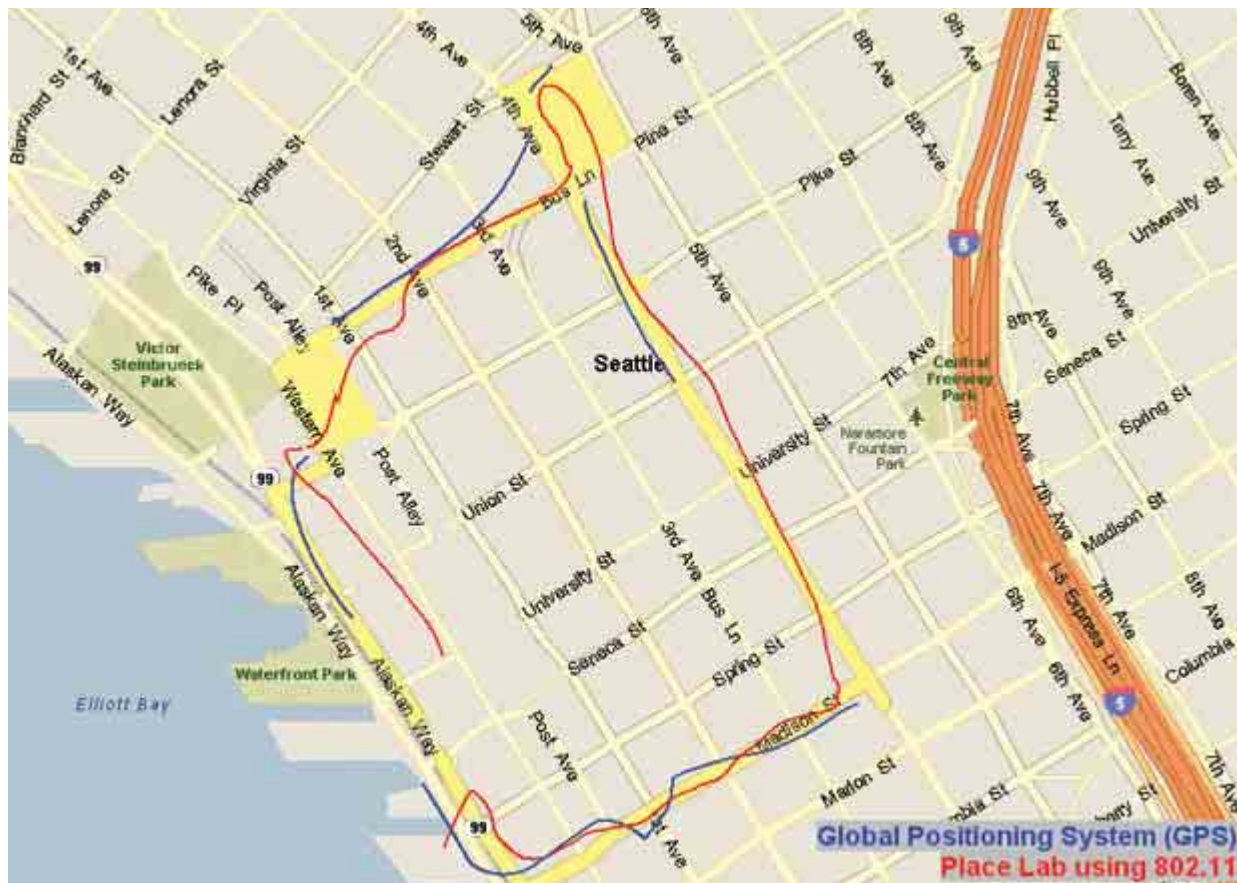 5th Ave
6th Ave
9th Ave
Hubbell Pl
1st Ave
Lenora St
4th Ave
8th Ave
Boren Ave
Blanchard St
Stewart St
4th Ave
Pine St
8th Ave
Terry Ave
Virginia St
Pike St
Lenora St
Bus Ln
9th Ave
University St
3rd Ave
2nd Ave
5
99
5th Ave
Pike Pl
Post Alley
1st Ave
9th Ave
8th Ave
Victor
Steinbrueck
Park
Seattle
Central
Freeway
Park
Seneca St
Alaskan Way
7th Ave
Western Ave
7th Ave
Spring St
Naramore
Fountain
Park
University St
99
Post Alley
Union St
7th Ave
Madison St
3rd Ave Bus Ln
I-5 Express Ln
7th Ave
8th Ave
Alaskan Way
University St
6th Ave
Seneca St
Columbia
Waterfront Park
Alaskan Way
Spring St
6th Ave
Elliott Bay
5
Post Ave
Madison St
7th Ave
Marion St
99
1st Ave
Global Positioning System (GPS)
Place Lab using 802.11